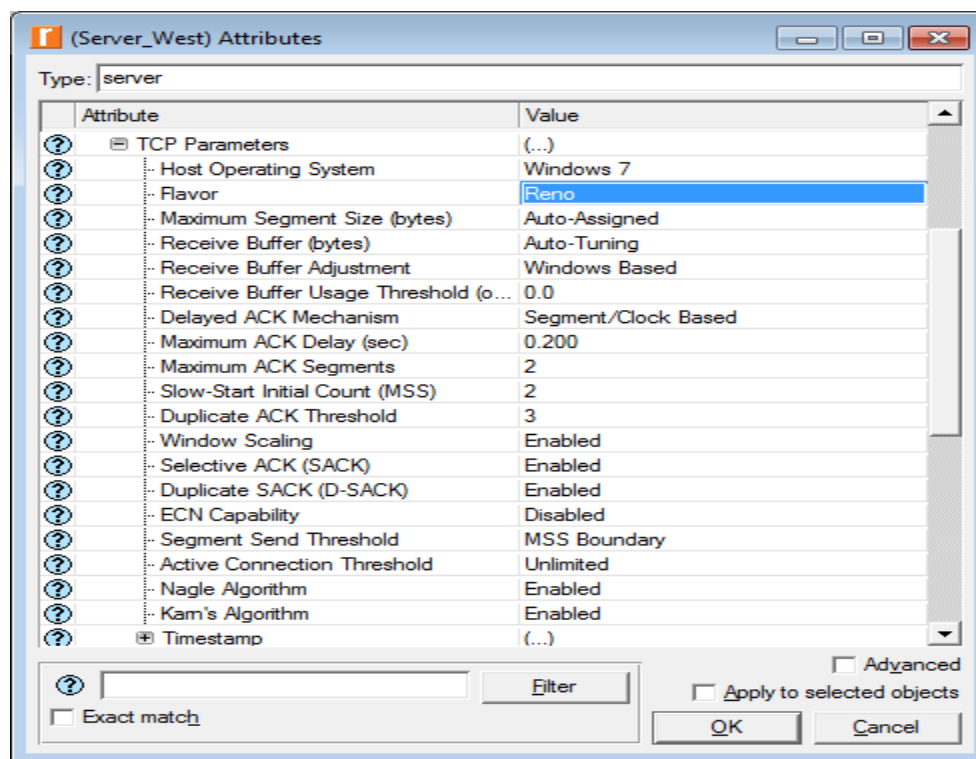 (Server_West) Attributes
Type: server
Attribute Value
TCP Parameters (...)
Host Operating System Windows 7
Flavor Reno
Maximum Segment Size (bytes) Auto-Assigned
Receive Buffer (bytes) Auto-Tuning
Receive Buffer Adjustment Windows Based
Receive Buffer Usage Threshold (o... 0.0
Delayed ACK Mechanism Segment/Clock Based
Maximum ACK Delay (sec) 0.200
Maximum ACK Segments 2
Slow-Start Initial Count (MSS) 2
Duplicate ACK Threshold 3
Window Scaling Enabled
Selective ACK (SACK) Enabled
Duplicate SACK (D-SACK) Enabled
ECN Capability Disabled
Segment Send Threshold MSS Boundary
Active Connection Threshold Unlimited
Nagle Algorithm Enabled
Karn's Algorithm Enabled
Timestamp (...)
Advanced
Filter
Apply to selected objects
Exact match
OK Cancel